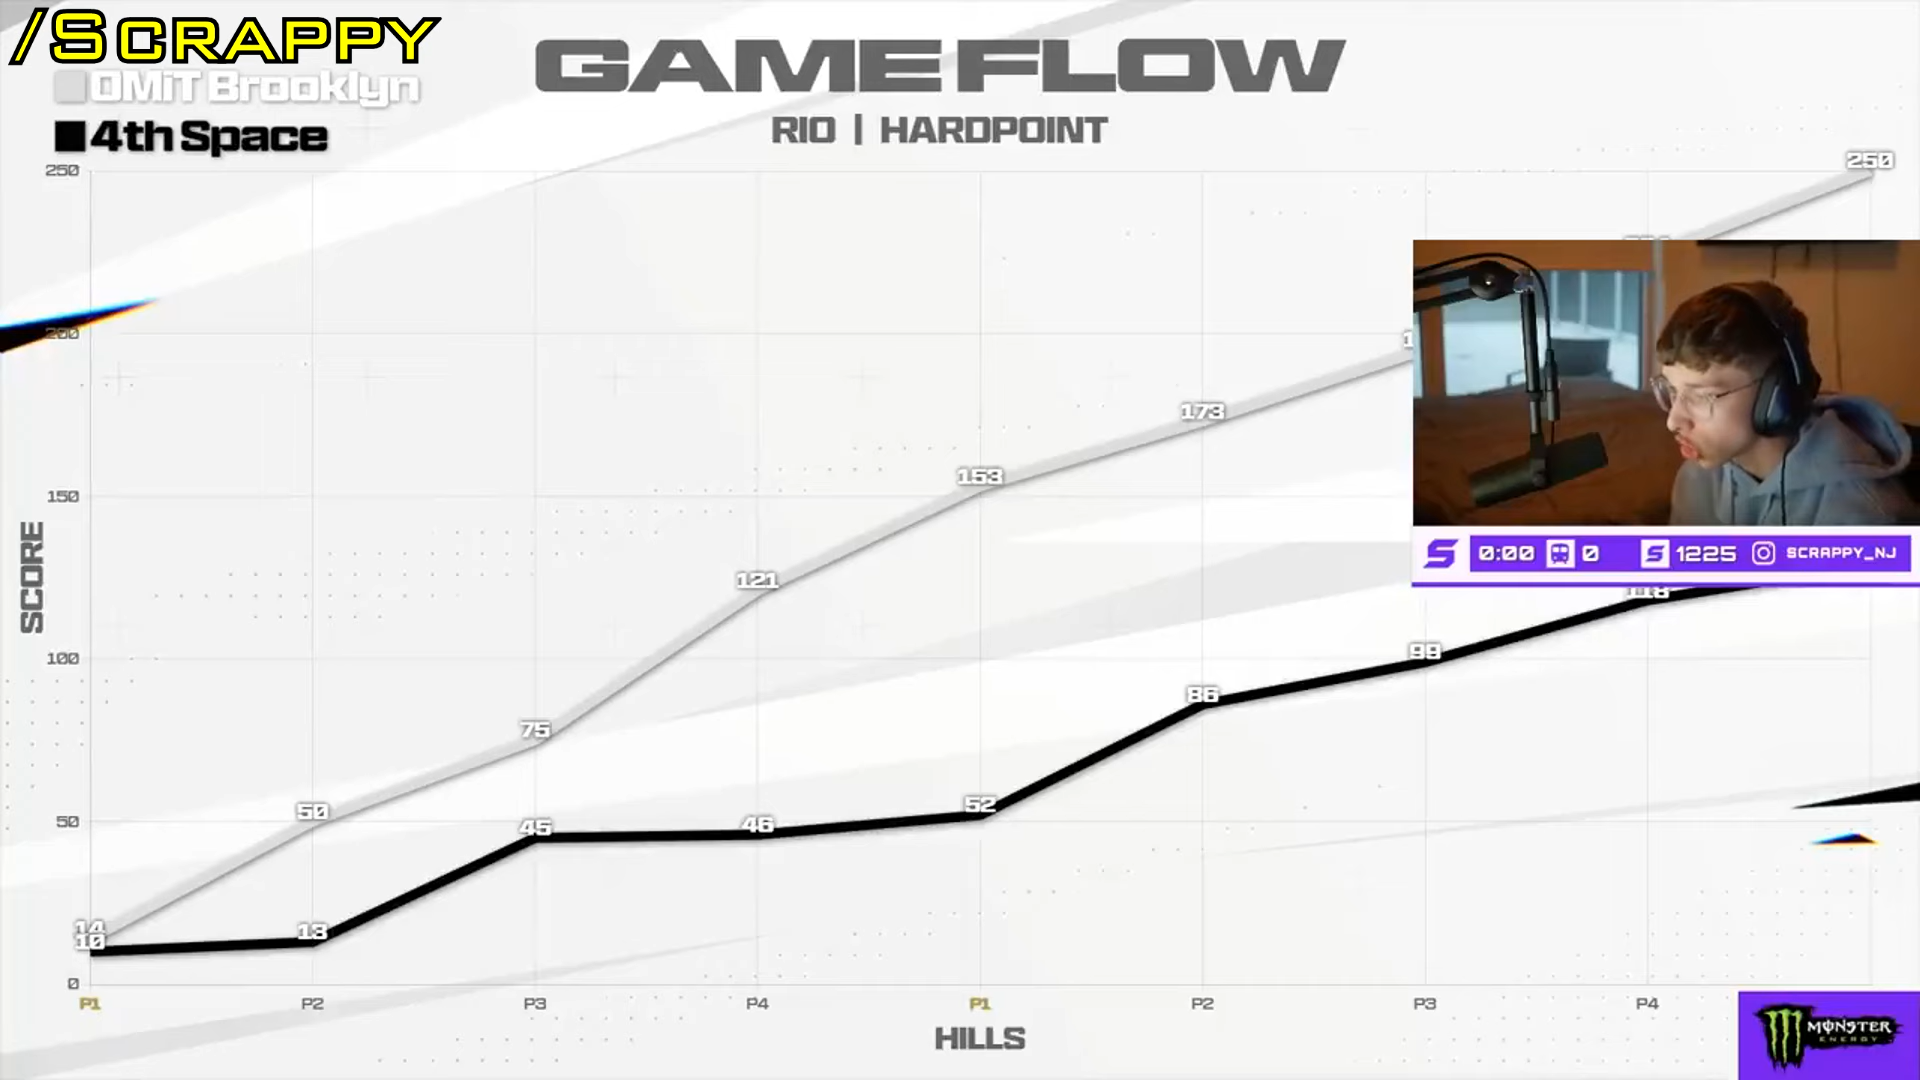 /SCRAPPY
OMiT Brooklyn
4th Space
GAME FLOW
RIO | HARDPOINT
250
200
150
100
50
0
SCORE
14
50
75
121
153
173
250
10
13
45
46
52
86
99
118
P1
P2
P3
P4
P1
P2
P3
P4
HILLS
S 0:00 0 S 1225 SCRAPPY_NJ
MONSTER
ENERGY